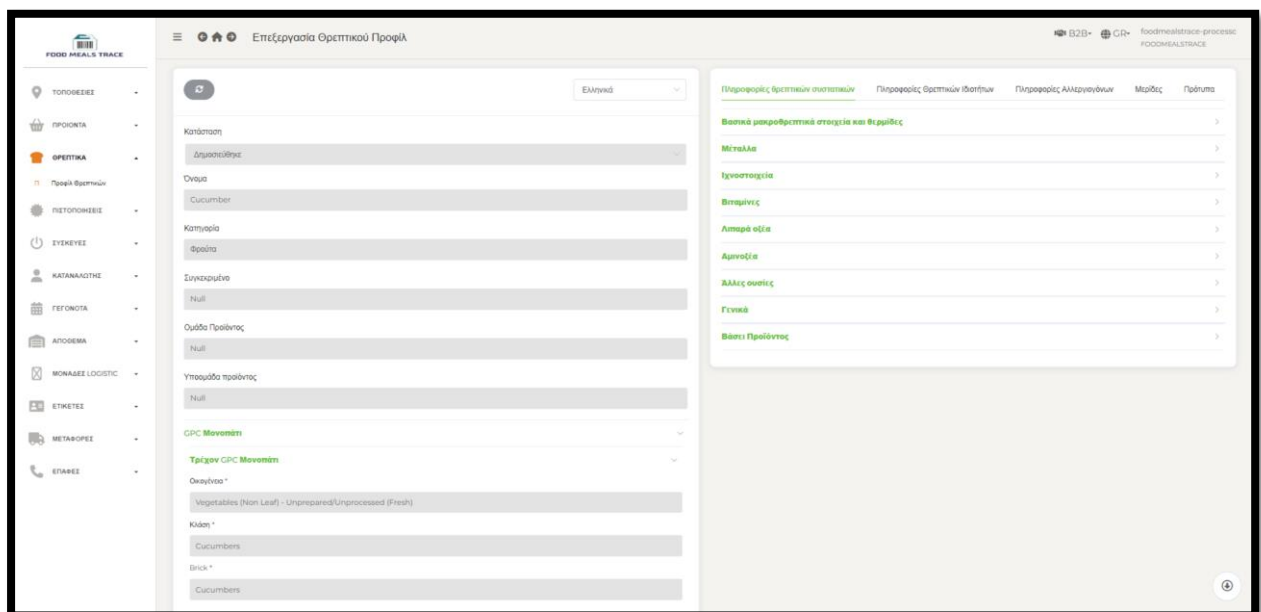 FOOD MEALS TRACE
Επεξεργασία Θρεπτικού Προφίλ
B2B
GR
foodmealstrace-processc
FOODMEALSTRACE
ΤΟΠΟΘΕΣΙΕΣ
ΠΡΟΙΟΝΤΑ
ΘΡΕΠΤΙΚΑ
Προφίλ Θρεπτικών
ΠΙΣΤΟΠΟΙΗΣΕΙΣ
ΣΥΣΚΕΥΕΣ
ΚΑΤΑΝΑΛΩΤΗΣ
ΓΕΓΟΝΟΤΑ
ΑΠΟΘΕΜΑ
ΜΟΝΑΔΕΣ LOGISTIC
ΕΤΙΚΕΤΕΣ
ΜΕΤΑΦΟΡΕΣ
ΕΠΑΦΕΣ
Ελληνικά
Κατάσταση
Δημοσιεύθηκε
Όνομα
Cucumber
Κατηγορία
Φρούτα
Συγκεκριμένο
Null
Ομάδα Προϊόντος
Null
Υποομάδα προϊόντος
Null
GPC Μονοπάτι
Τρέχον GPC Μονοπάτι
Οικογένεια *
Vegetables (Non Leaf) - Unprepared/Unprocessed (Fresh)
Κλάση *
Cucumbers
Brick *
Cucumbers
Πληροφορίες θρεπτικών συστατικών
Πληροφορίες Θρεπτικών Ιδιοτήτων
Πληροφορίες Αλλεργιογόνων
Μερίδες
Πρότυπα
Βασικά μακροθρεπτικά στοιχεία και θερμίδες
Μέταλλα
Ιχνοστοιχεία
Βιταμίνες
Λιπαρά οξέα
Αμινοξέα
Άλλες ουσίες
Γενικά
Βάσει Προϊόντος